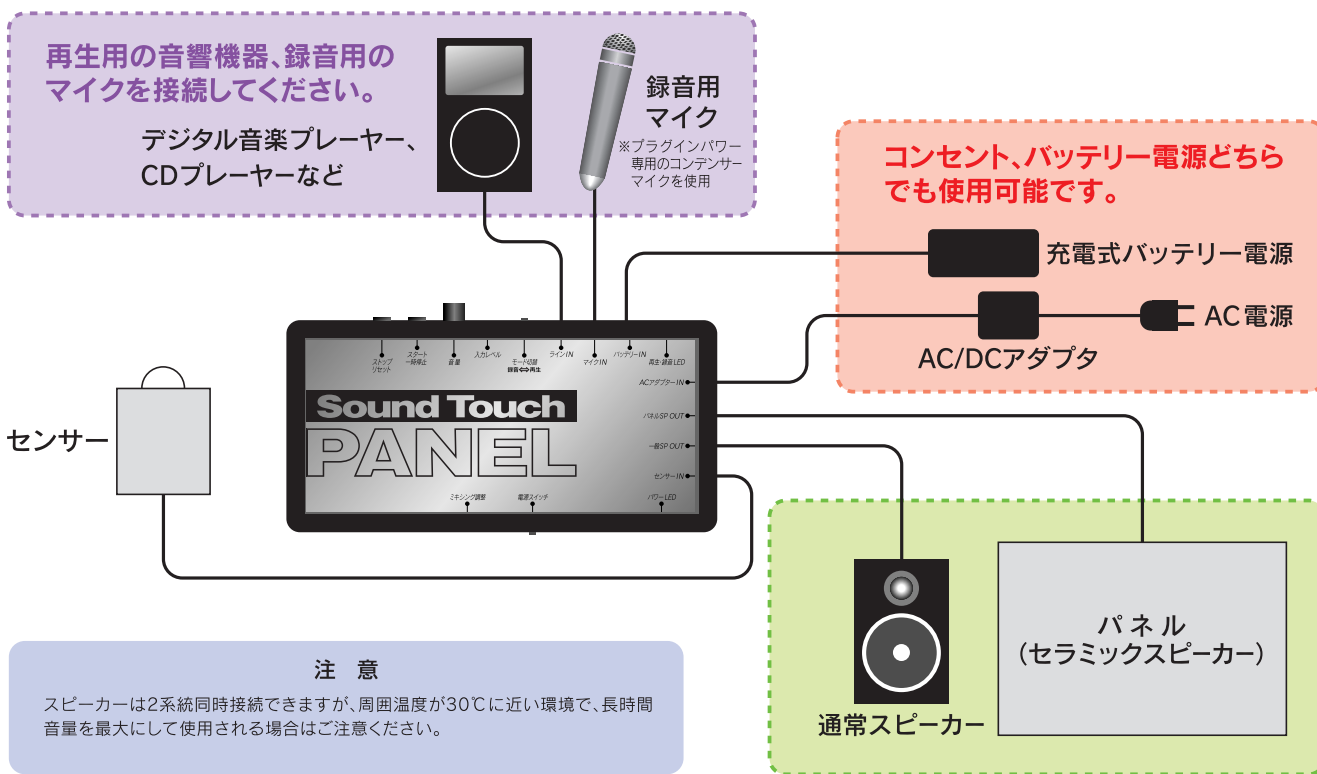 再生用の音響機器、録音用の
マイクを接続してください。
デジタル音楽プレーヤー、
CDプレーヤーなど
録音用
マイク
※プラグインパワー
専用のコンデンサー
マイクを使用
コンセント、バッテリー電源どちら
でも使用可能です。
充電式バッテリー電源
AC電源
AC/DCアダプタ
センサー
ストップ
リセット
スタート
一時停止
音量
入力レベル
モード切替
録音⇔再生
ラインIN
マイクIN
バッテリーIN
再生・録音LED
ACアダプターIN
パネルSP OUT
一般SP OUT
センサーIN
Sound Touch
PANEL
ミキシング調整
電源スイッチ
パワーLED
通常スピーカー
パネル
(セラミックスピーカー)
注 意
スピーカーは2系統同時接続できますが、周囲温度が30℃に近い環境で、長時間
音量を最大にして使用される場合はご注意ください。